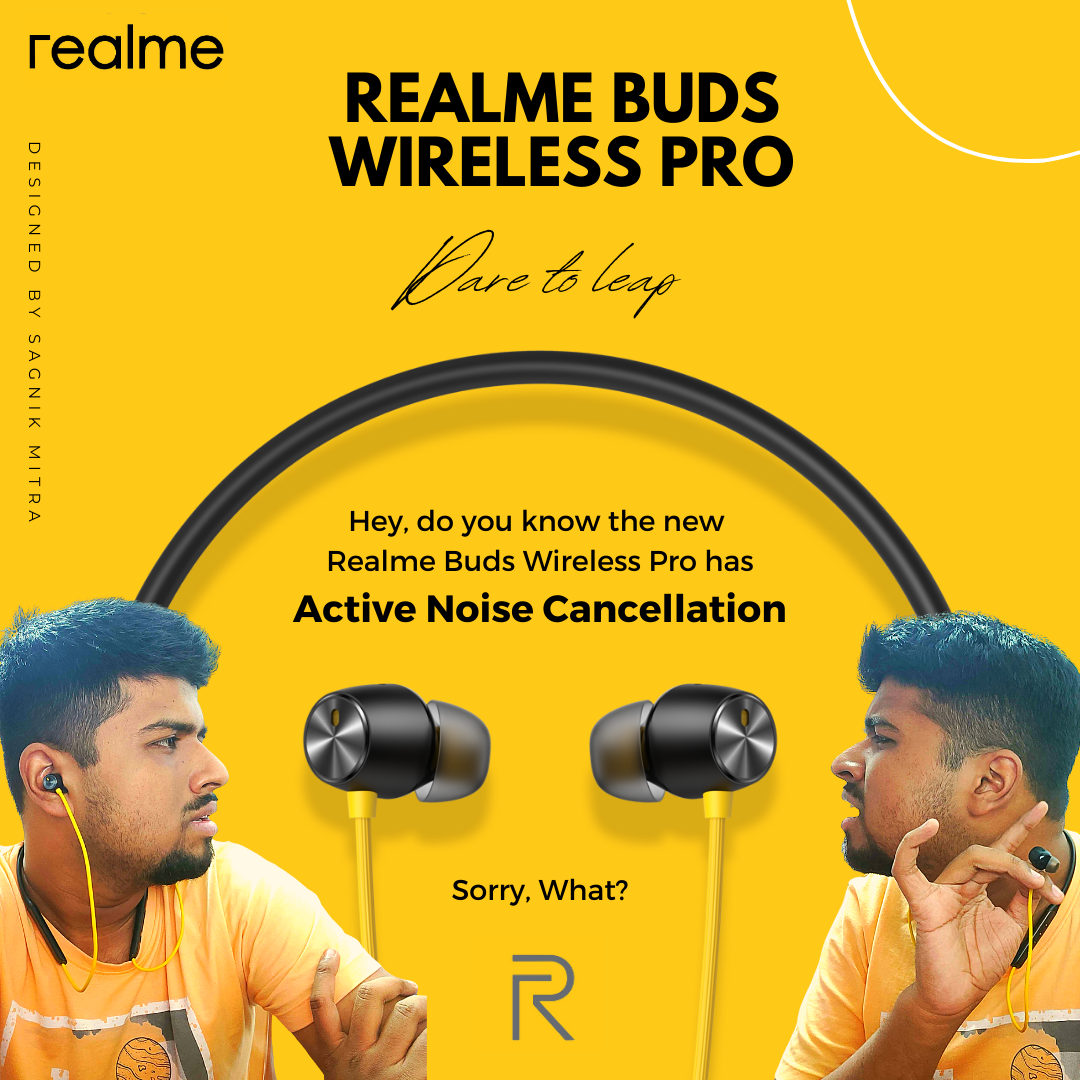 realme
REALME BUDS
WIRELESS PRO
Dare to leap
DESIGNED BY SAGNIK MITRA
Hey, do you know the new
Realme Buds Wireless Pro has
Active Noise Cancellation
Sorry, What?
R